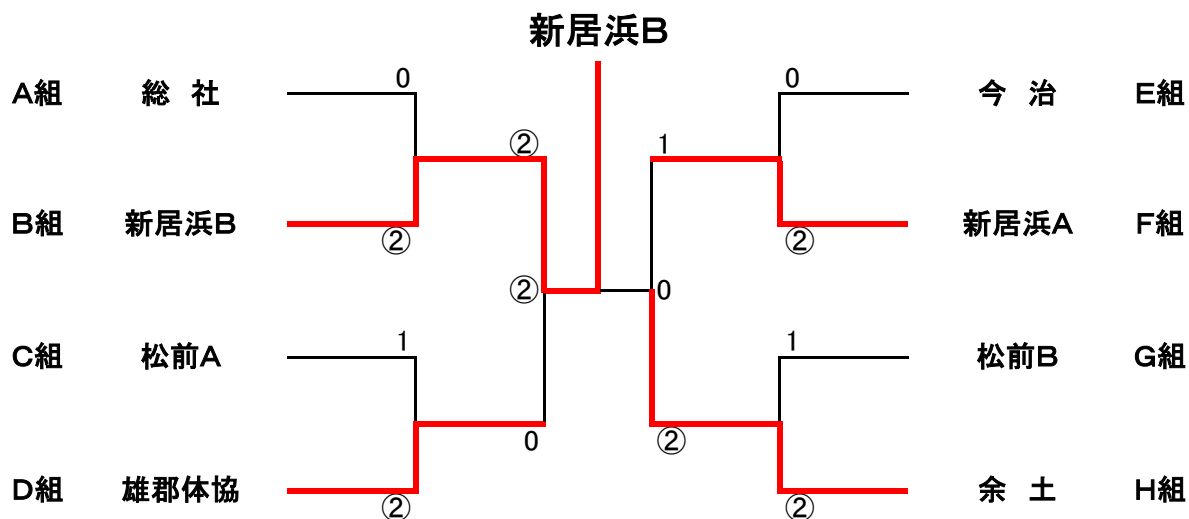 新居浜B
0 0
A組 総 社 今 治 E組
② 1
B組 新居浜B 新居浜A F組
② ②
② 0
1 1
C組 松前A 松前B G組
0 ②
D組 雄郡体協 余 土 H組
② ②